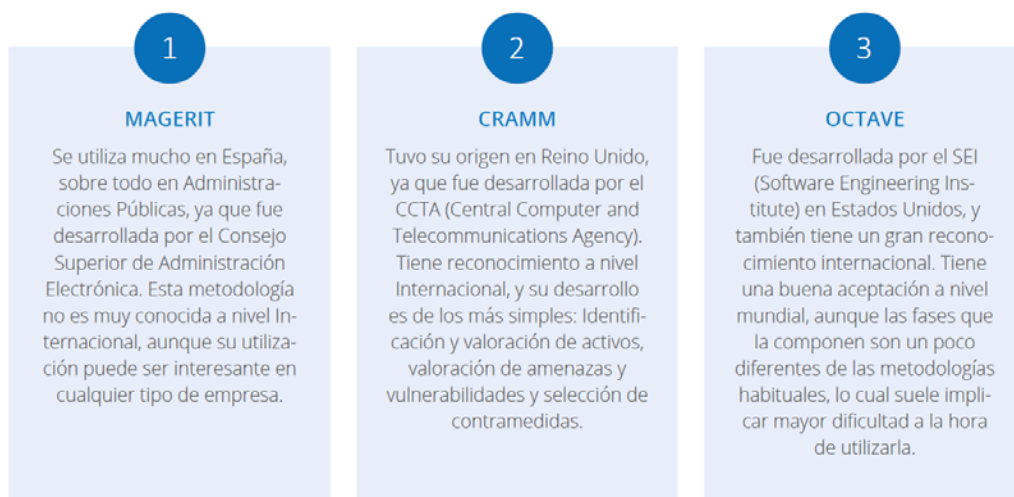 1
MAGERIT
Se utiliza mucho en España,
sobre todo en Administra-
ciones Públicas, ya que fue
desarrollada por el Consejo
Superior de Administración
Electrónica. Esta metodología
no es muy conocida a nivel In-
ternacional, aunque su utiliza-
ción puede ser interesante en
cualquier tipo de empresa.
2
CRAMM
Tuvo su origen en Reino Unido,
ya que fue desarrollada por el
CCTA (Central Computer and
Telecommunications Agency).
Tiene reconocimiento a nivel
Internacional, y su desarrollo
es de los más simples: Identifi-
cación y valoración de activos,
valoración de amenazas y
vulnerabilidades y selección de
contramedidas.
3
OCTAVE
Fue desarrollada por el SEI
(Software Engineering Ins-
titute) en Estados Unidos, y
también tiene un gran recono-
cimiento internacional. Tiene
una buena aceptación a nivel
mundial, aunque las fases que
la componen son un poco
diferentes de las metodologías
habituales, lo cual suele impli-
car mayor dificultad a la hora
de utilizarla.